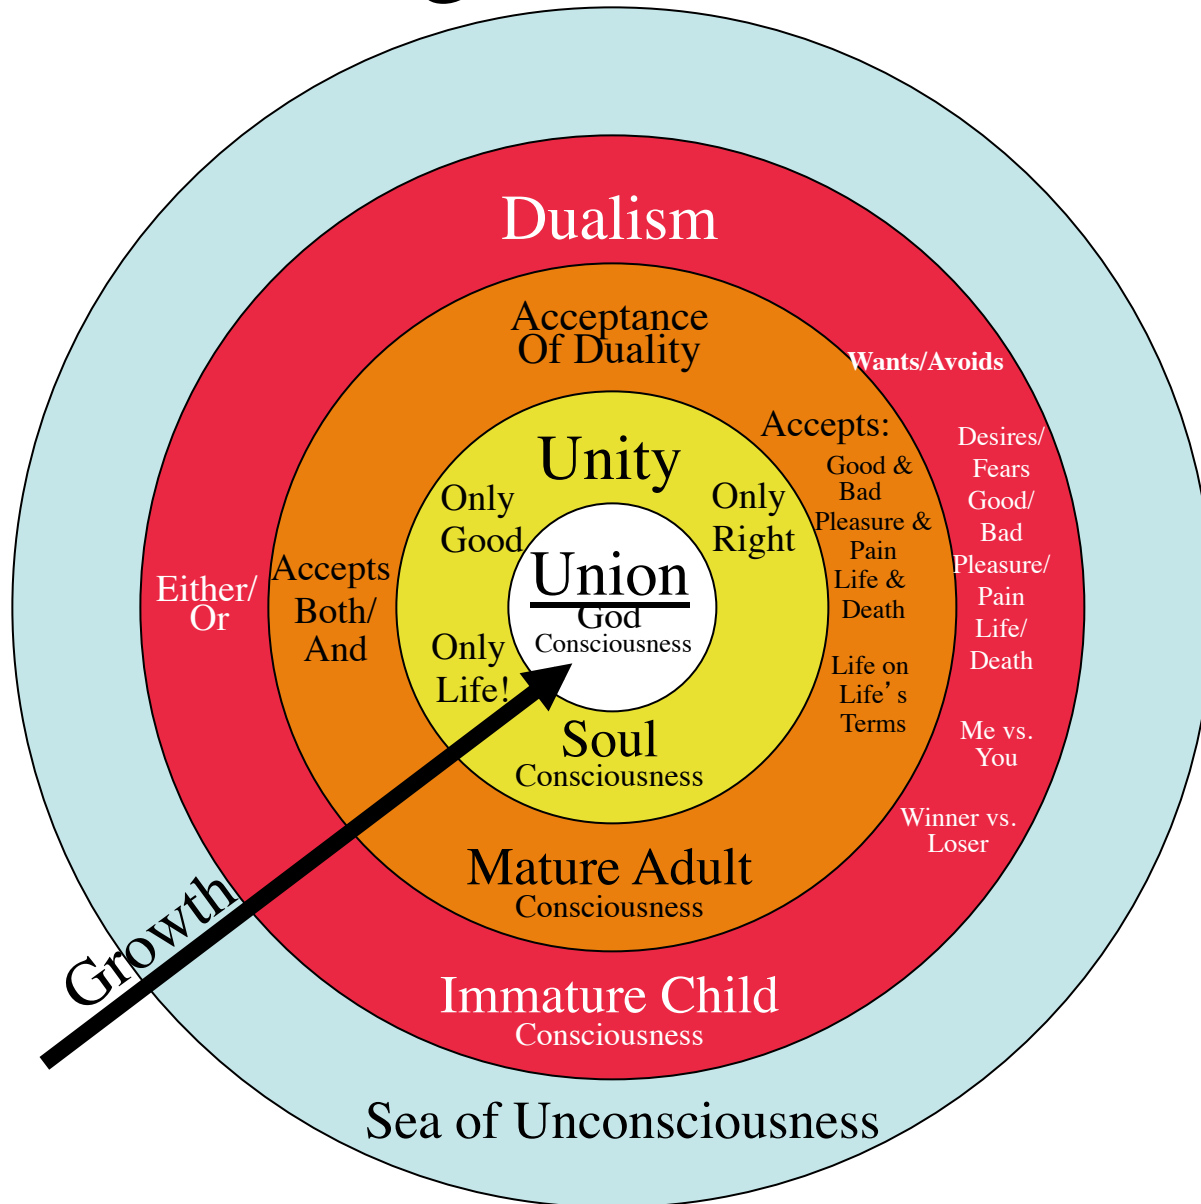 Dualism
Acceptance
Of Duality
Wants/Avoids
Desires/
Fears
Good/
Bad
Pleasure/
Pain
Life/
Death
Me vs.
You
Winner vs.
Loser
Accepts:
Good &
Bad
Pleasure &
Pain
Life &
Death
Life on
Life’s
Terms
Unity
Only
Good
Only
Right
Either/
Or
Accepts
Both/
And
Union
God
Consciousness
Only
Life!
Soul
Consciousness
Mature Adult
Consciousness
Growth
Immature Child
Consciousness
Sea of Unconsciousness